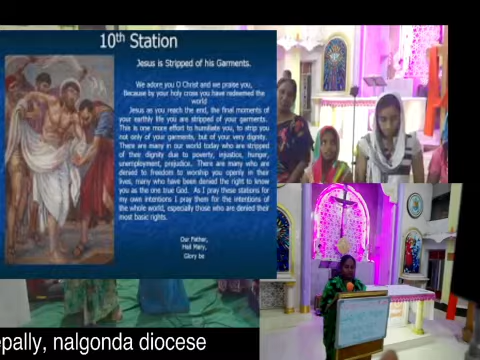 10th Station
Jesus is Stripped of his Garments.
We adore you O Christ and we praise you,
Because by your holy cross you have redeemed the
world
Jesus as you reach the end, the final moments of
your earthly life you are stripped of your garments.
This is one more effort to humiliate you, to strip you
not only of your garments, but of your very dignity.
There are many in our world today who are stripped
of their dignity due to poverty, injustice, hunger,
unemployment, prejudice. There are many who are
denied to freedom to worship you openly in their
lives, many who have been denied the right to know
you as the one true God. As I pray these stations for
my own intentions I pray them for the intentions of
the whole world, especially those who are denied their
most basic rights.
Our Father,
Hail Mary,
Glory be
epally, nalgonda diocese